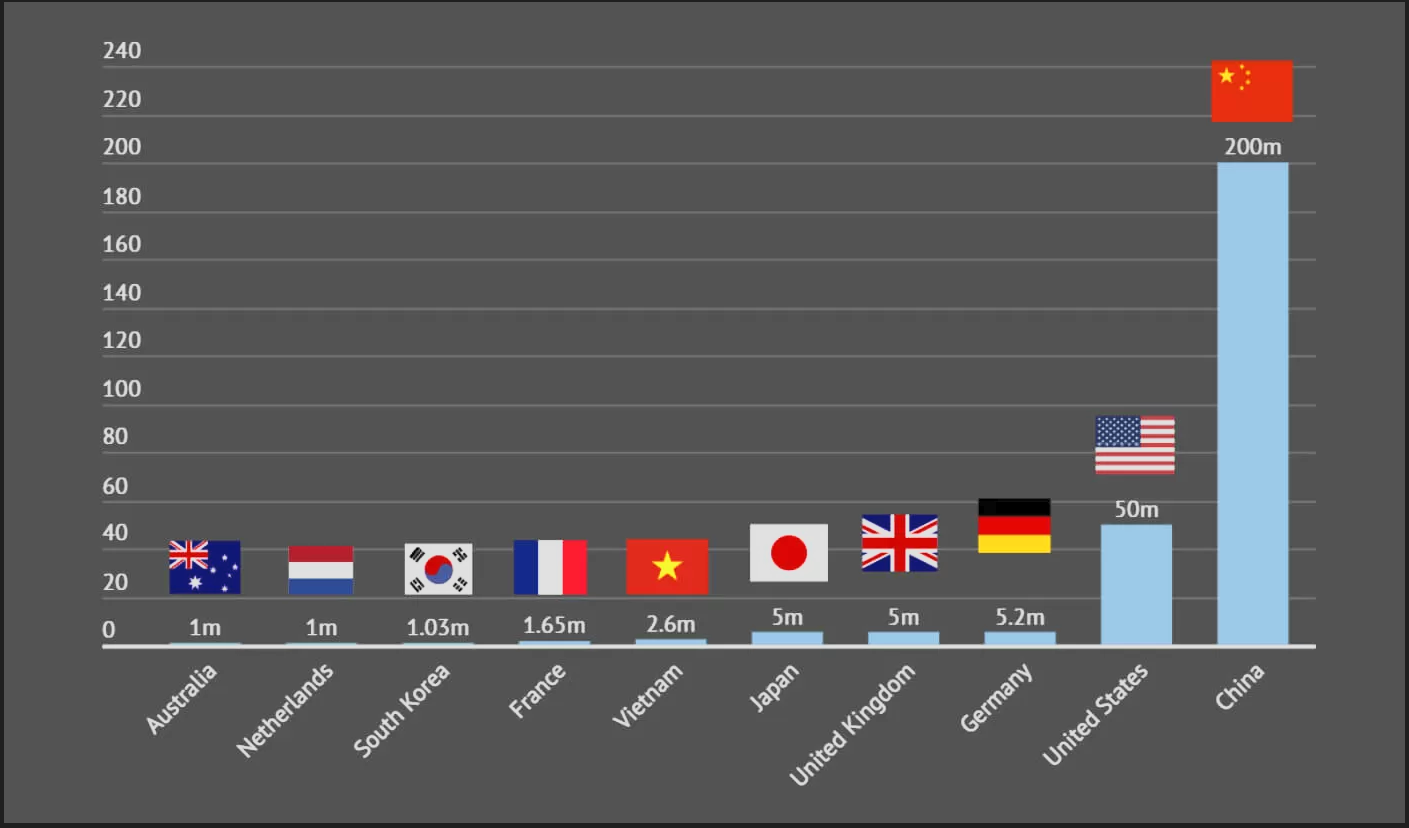 240
220
200
180
160
140
120
100
80
60
40
20
0
1m
1m
1.03m
1.65m
2.6m
5m
5m
5.2m
50m
200m
Australia
Netherlands
South Korea
France
Vietnam
Japan
United Kingdom
Germany
United States
China